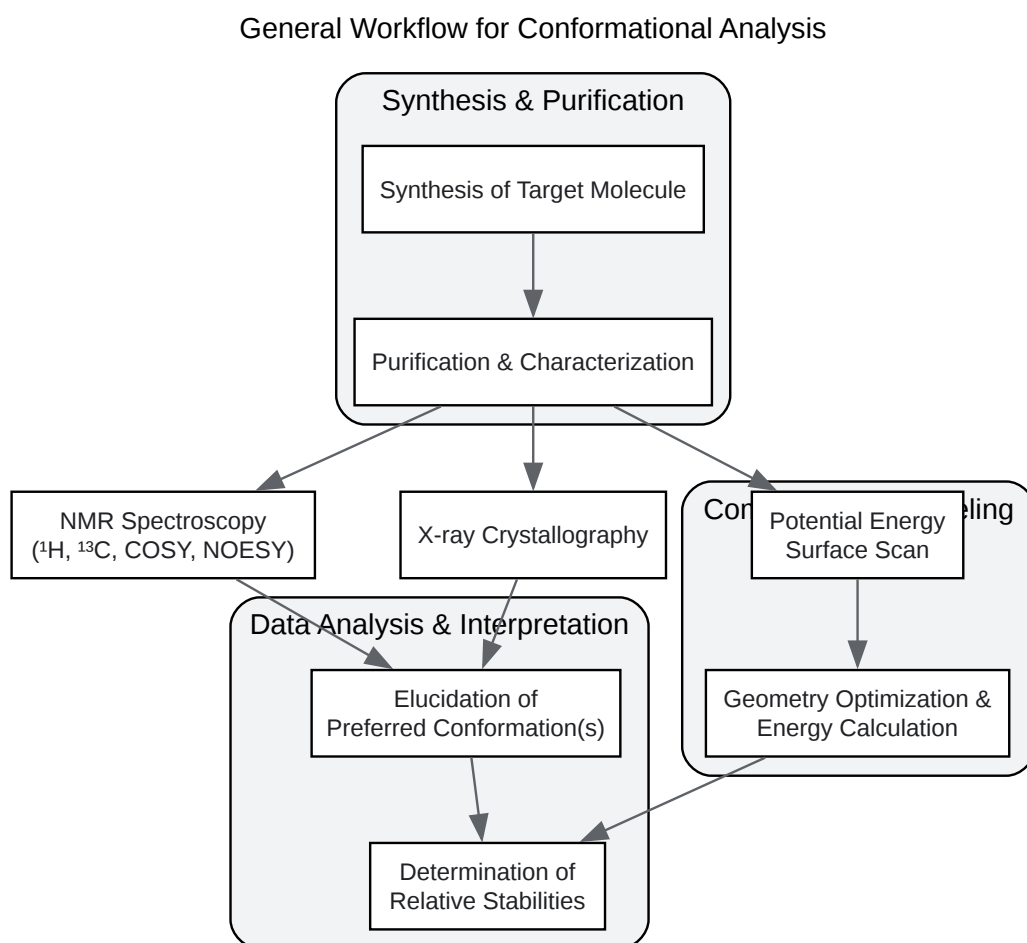 General Workflow for Conformational Analysis
Synthesis & Purification
Synthesis of Target Molecule
Purification & Characterization
NMR Spectroscopy
(¹H, ¹³C, COSY, NOESY)
X-ray Crystallography
Potential Energy
Surface Scan
Data Analysis & Interpretation
Elucidation of
Preferred Conformation(s)
Geometry Optimization &
Energy Calculation
Determination of
Relative Stabilities